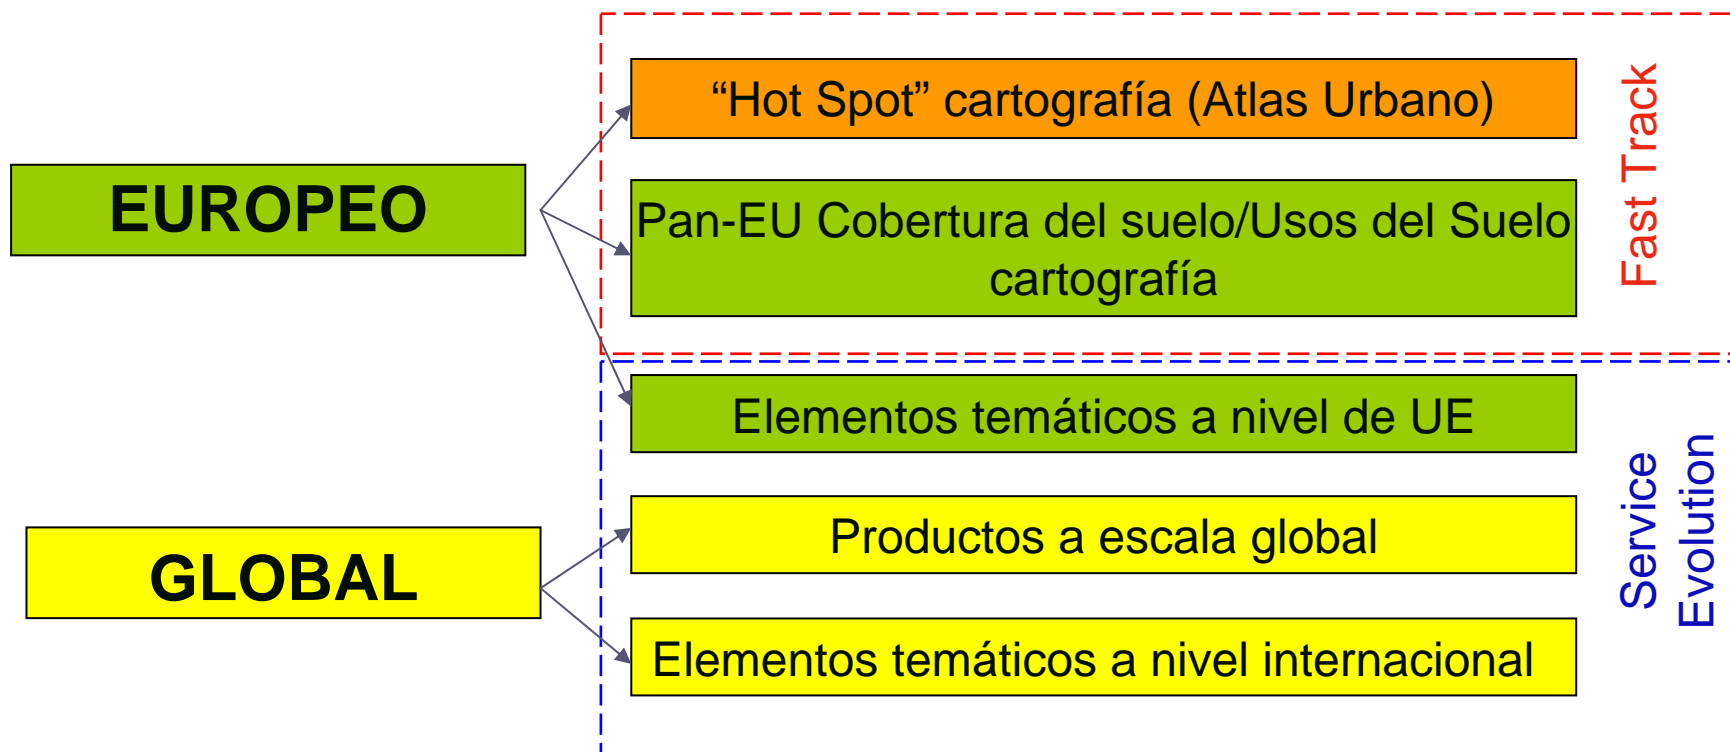 “Hot Spot” cartografía (Atlas Urbano)
EUROPEO
Pan-EU Cobertura del suelo/Usos del Suelo
cartografía
Fast Track
Elementos temáticos a nivel de UE
GLOBAL
Productos a escala global
Elementos temáticos a nivel internacional
Service
Evolution